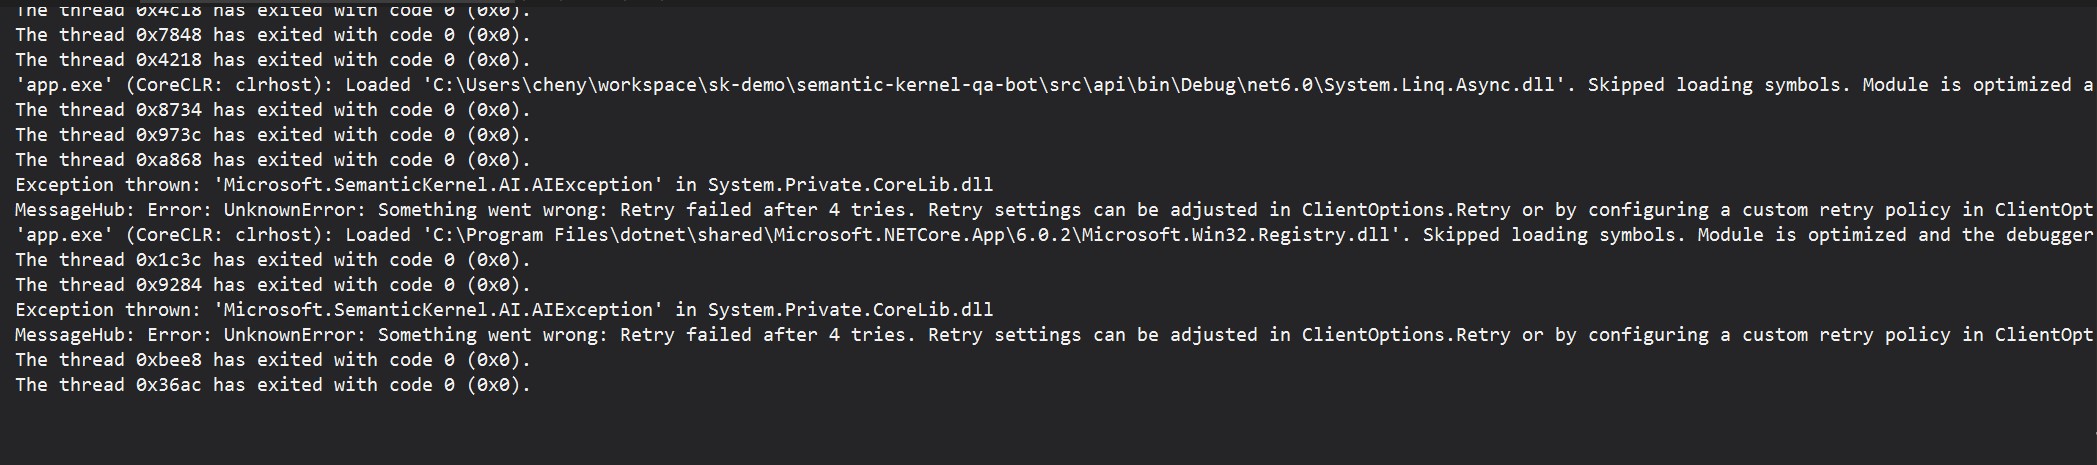 The thread 0x4c18 has exited with code 0 (0x0).
The thread 0x7848 has exited with code 0 (0x0).
The thread 0x4218 has exited with code 0 (0x0).
'app.exe' (CoreCLR: clrhost): Loaded 'C:\Users\cheny\workspace\sk-demo\semantic-kernel-qa-bot\src\api\bin\Debug\net6.0\System.Linq.Async.dll'. Skipped loading symbols. Module is optimized a
The thread 0x8734 has exited with code 0 (0x0).
The thread 0x973c has exited with code 0 (0x0).
The thread 0xa868 has exited with code 0 (0x0).
Exception thrown: 'Microsoft.SemanticKernel.AI.AIException' in System.Private.CoreLib.dll
MessageHub: Error: UnknownError: Something went wrong: Retry failed after 4 tries. Retry settings can be adjusted in ClientOptions.Retry or by configuring a custom retry policy in ClientOpt
'app.exe' (CoreCLR: clrhost): Loaded 'C:\Program Files\dotnet\shared\Microsoft.NETCore.App\6.0.2\Microsoft.Win32.Registry.dll'. Skipped loading symbols. Module is optimized and the debugger
The thread 0x1c3c has exited with code 0 (0x0).
The thread 0x9284 has exited with code 0 (0x0).
Exception thrown: 'Microsoft.SemanticKernel.AI.AIException' in System.Private.CoreLib.dll
MessageHub: Error: UnknownError: Something went wrong: Retry failed after 4 tries. Retry settings can be adjusted in ClientOptions.Retry or by configuring a custom retry policy in ClientOpt
The thread 0xbee8 has exited with code 0 (0x0).
The thread 0x36ac has exited with code 0 (0x0).